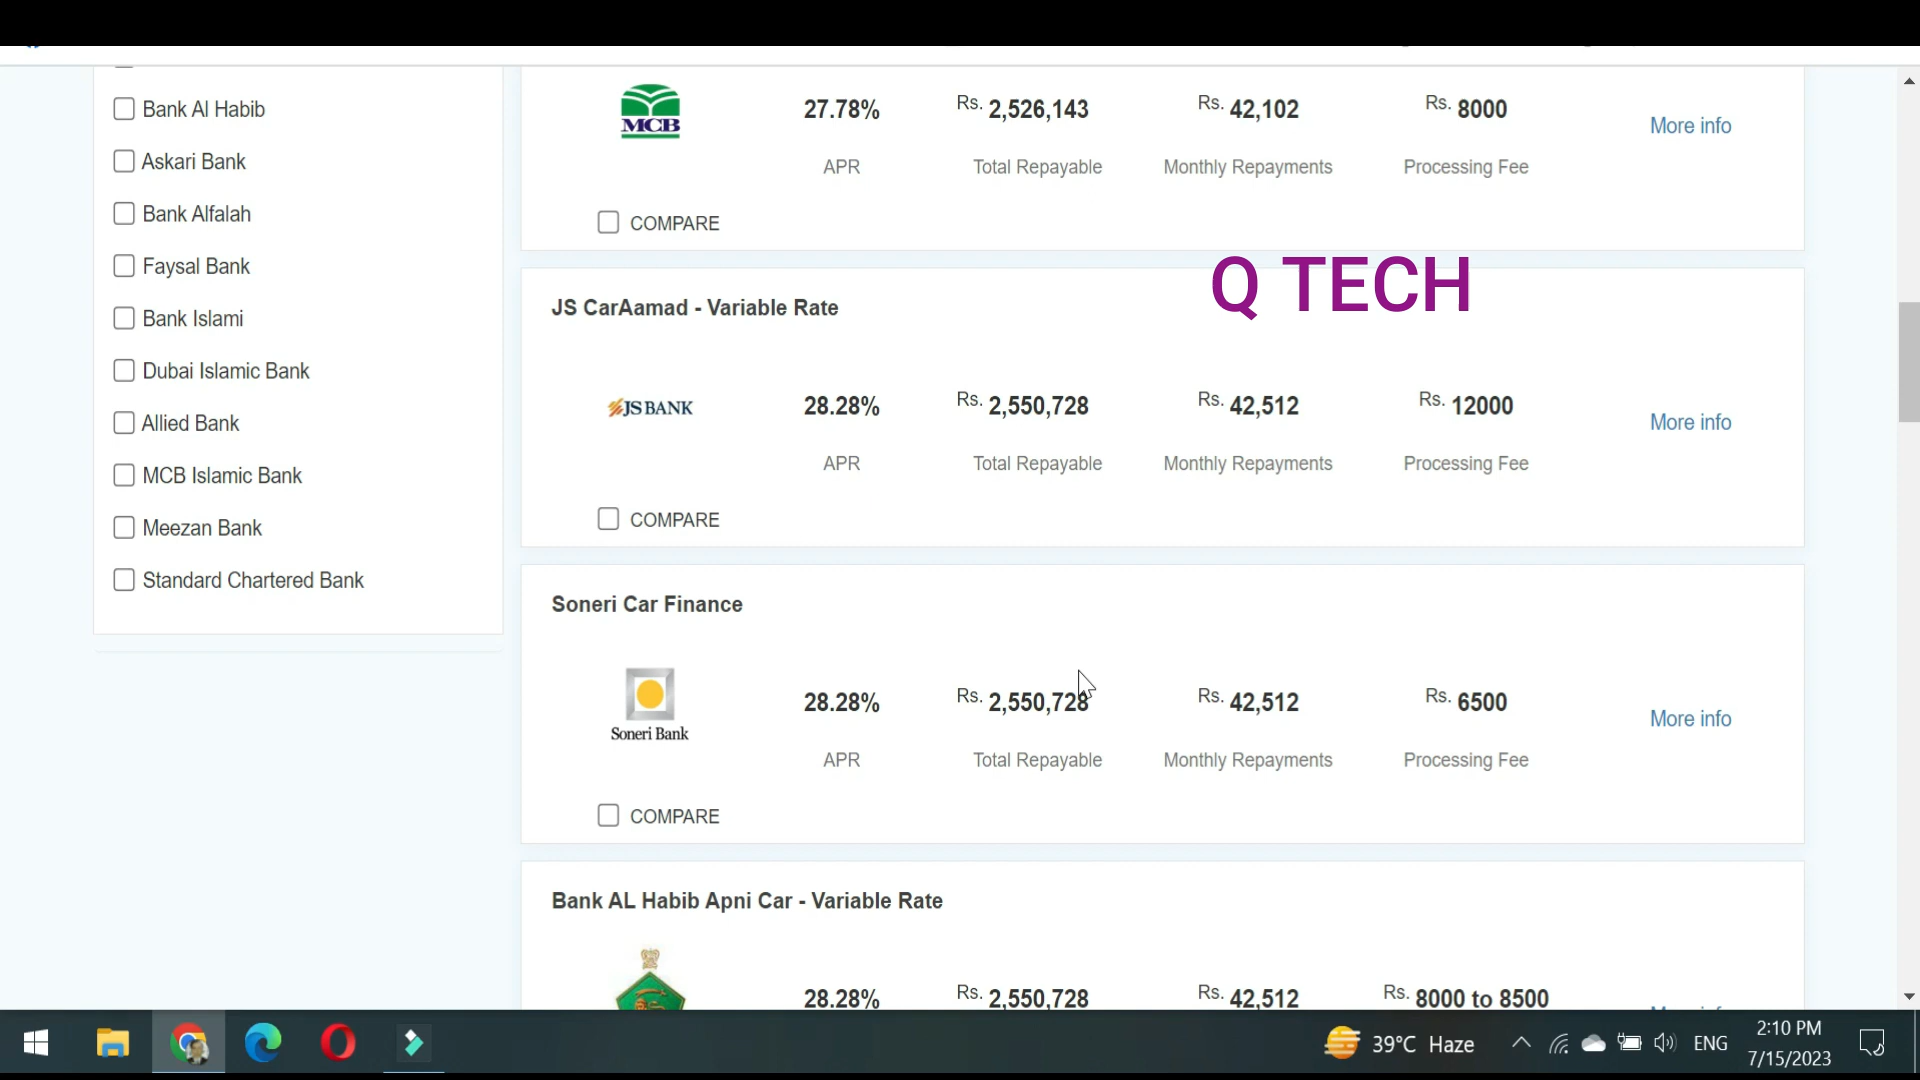 Bank Al Habib
Askari Bank
Bank Alfalah
Faysal Bank
Bank Islami
Dubai Islamic Bank
Allied Bank
MCB Islamic Bank
Meezan Bank
Standard Chartered Bank
MCB
27.78% Rs. 2,526,143 Rs. 42,102 Rs. 8000 More info
APR Total Repayable Monthly Repayments Processing Fee
COMPARE
Q TECH
JS CarAamad - Variable Rate
JS BANK 28.28% Rs. 2,550,728 Rs. 42,512 Rs. 12000 More info
APR Total Repayable Monthly Repayments Processing Fee
COMPARE
Soneri Car Finance
Soneri Bank
28.28% Rs. 2,550,728 Rs. 42,512 Rs. 6500 More info
APR Total Repayable Monthly Repayments Processing Fee
COMPARE
Bank AL Habib Apni Car - Variable Rate
28.28% Rs. 2,550,728 Rs. 42,512 Rs. 8000 to 8500
39°C Haze ENG 2:10 PM
7/15/2023